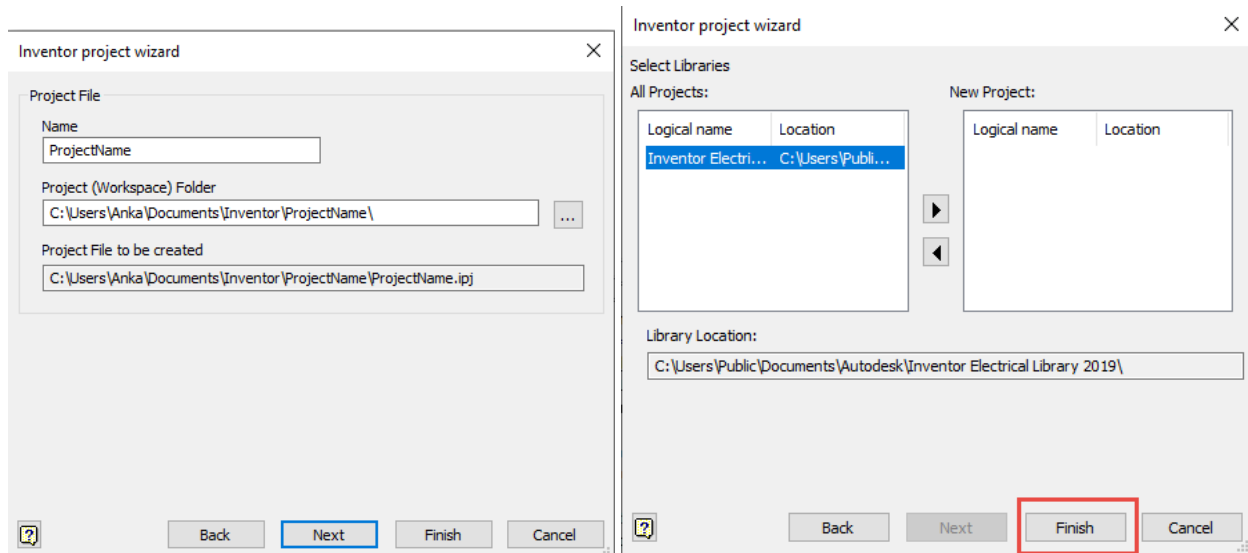 Inventor project wizard
Project File
Name
ProjectName
Project (Workspace) Folder
C:\Users\Anka\Documents\Inventor\ProjectName\
...
Project File to be created
C:\Users\Anka\Documents\Inventor\ProjectName\ProjectName.ipj
?
Back
Next
Finish
Cancel
Inventor project wizard
Select Libraries
All Projects:
New Project:
Logical name
Location
Logical name
Location
Inventor Electri...
C:\Users\Publi...
Library Location:
C:\Users\Public\Documents\Autodesk\Inventor Electrical Library 2019\
?
Back
Next
Finish
Cancel